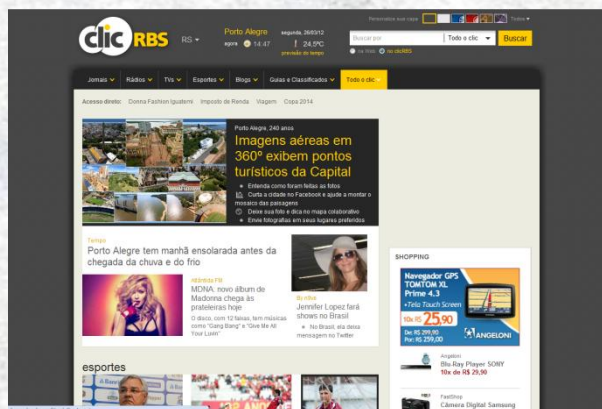 Personalize sua capa
Todos
clic RBS
RS
Porto Alegre
agora 14:47
segunda, 26/03/12
24,5ºC
previsão do tempo
Buscar por
Todo o clic
Buscar
na web
no clicRBS
Jornais
Rádios
TVs
Esportes
Blogs
Guias e Classificados
Todo o clic
Acesso direto: Donna Fashion Iguatemi Imposto de Renda Viagem Copa 2014
Porto Alegre, 240 anos
Imagens aéreas em
360º exibem pontos
turísticos da Capital
Entenda como foram feitas as fotos
Curta a cidade no Facebook e ajude a montar o
mosaico das paisagens
Deixe sua foto e dica no mapa colaborativo
Envie fotografias em seus lugares preferidos
Tempo
Porto Alegre tem manhã ensolarada antes da
chegada da chuva e do frio
MDNA: novo álbum de
Madonna chega às
prateleiras hoje
O disco, com 12 faixas, tem músicas
como "Gang Bang" e "Give Me All
Your Luvin'"
Jennifer Lopez fará
shows no Brasil
No Brasil, ela deixa
mensagem no Twitter
SHOPPING
Navegador GPS
TOMTOM XL
Prime 4.3
+Tela Touch Screen
10x R$ 25,90
De: R$ 299,90
Por: R$ 259,00
ANGELONI
Angeloni
Blu-Ray Player SONY
10x de R$ 29,90
FastShop
Câmera Digital Samsung
esportes